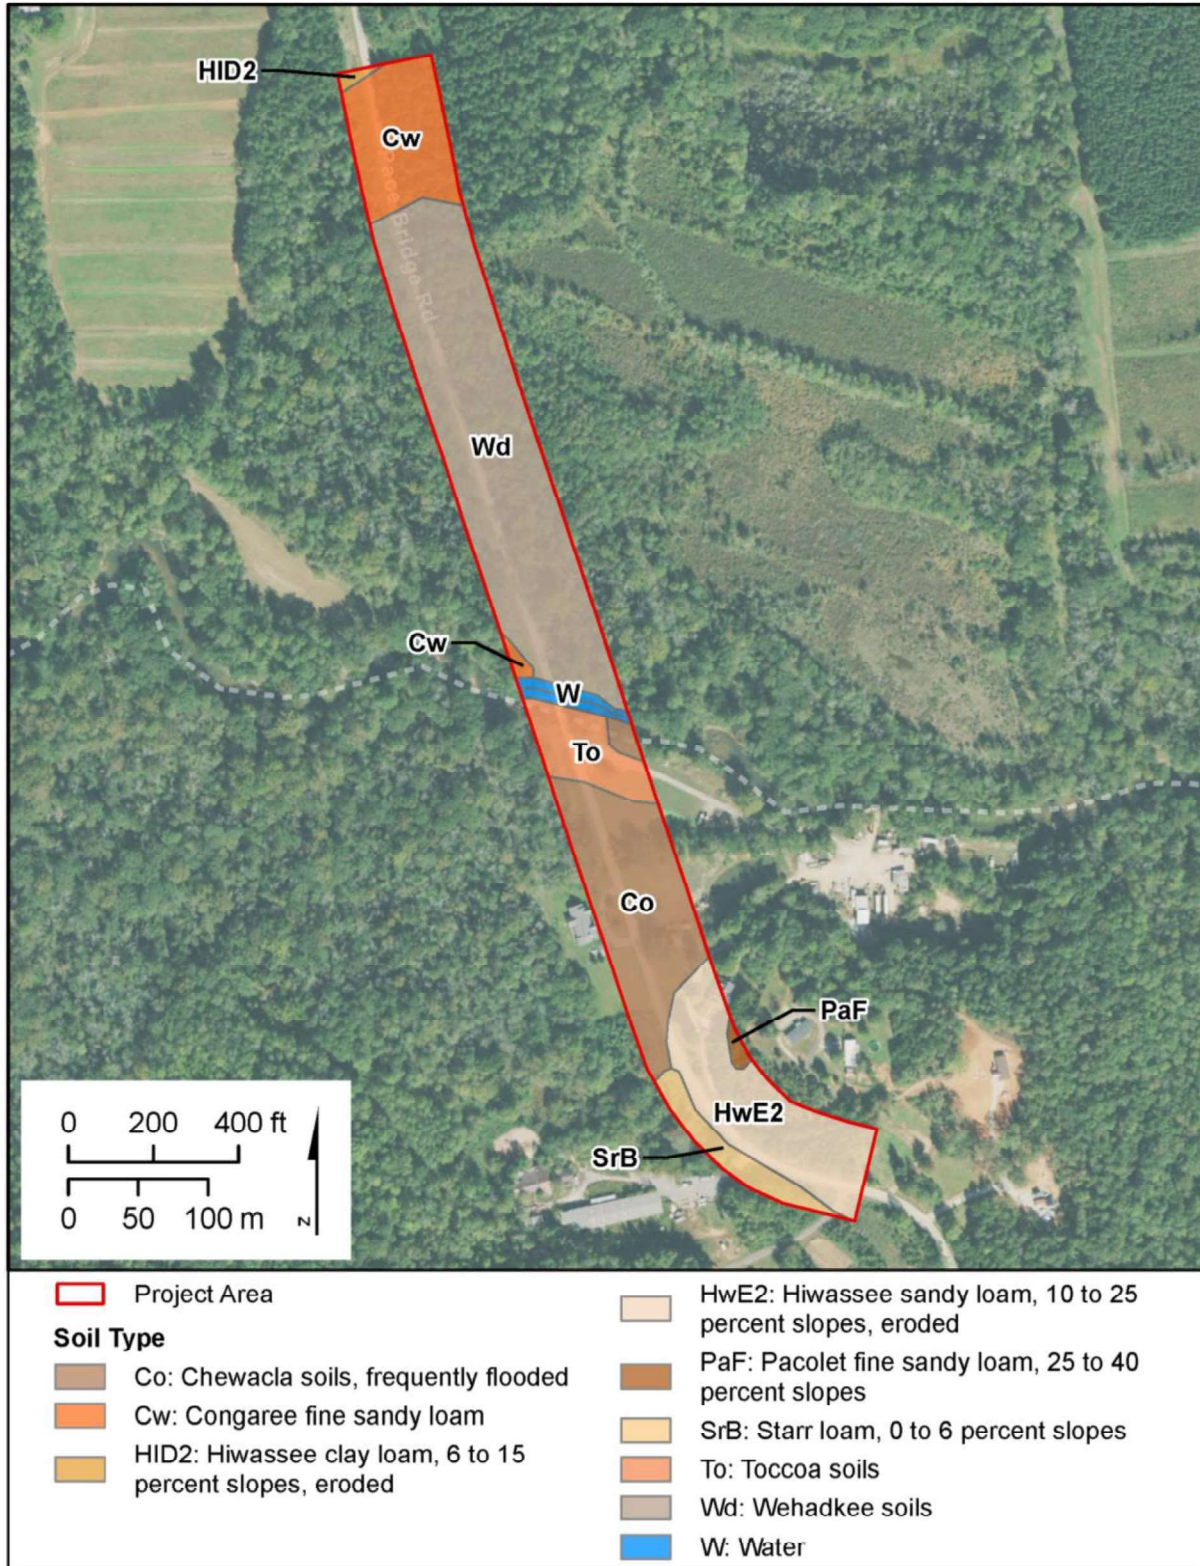 HID2
Cw
Pace Bridge Rd
Wd
Cw
W
To
Co
PaF
HwE2
SrB
0 200 400 ft
0 50 100 m
N
Project Area
Soil Type
Co: Chewacla soils, frequently flooded
Cw: Congaree fine sandy loam
HID2: Hiwassee clay loam, 6 to 15
percent slopes, eroded
HwE2: Hiwassee sandy loam, 10 to 25
percent slopes, eroded
PaF: Pacolet fine sandy loam, 25 to 40
percent slopes
SrB: Starr loam, 0 to 6 percent slopes
To: Toccoa soils
Wd: Wehadkee soils
W: Water